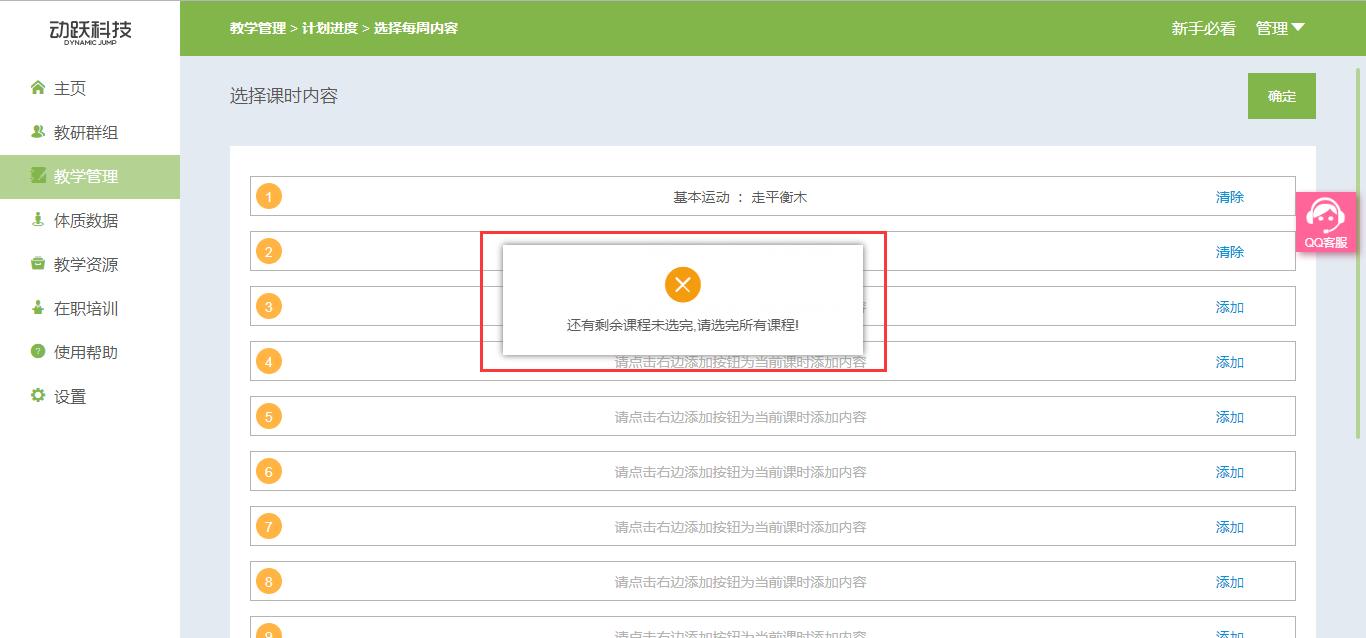 动跃科技
DYNAMIC JUMP
教学管理 > 计划进度 > 选择每周内容
新手必看 管理
主页
教研群组
教学管理
体质数据
教学资源
在职培训
使用帮助
设置
选择课时内容
确定
1 基本运动 ： 走平衡木 清除
QQ客服
2 清除
3 添加
还有剩余课程未选完,请选完所有课程!
4 请点击右边添加按钮为当前课时添加内容 添加
5 请点击右边添加按钮为当前课时添加内容 添加
6 请点击右边添加按钮为当前课时添加内容 添加
7 请点击右边添加按钮为当前课时添加内容 添加
8 请点击右边添加按钮为当前课时添加内容 添加
9 请点击右边添加按钮为当前课时添加内容 添加